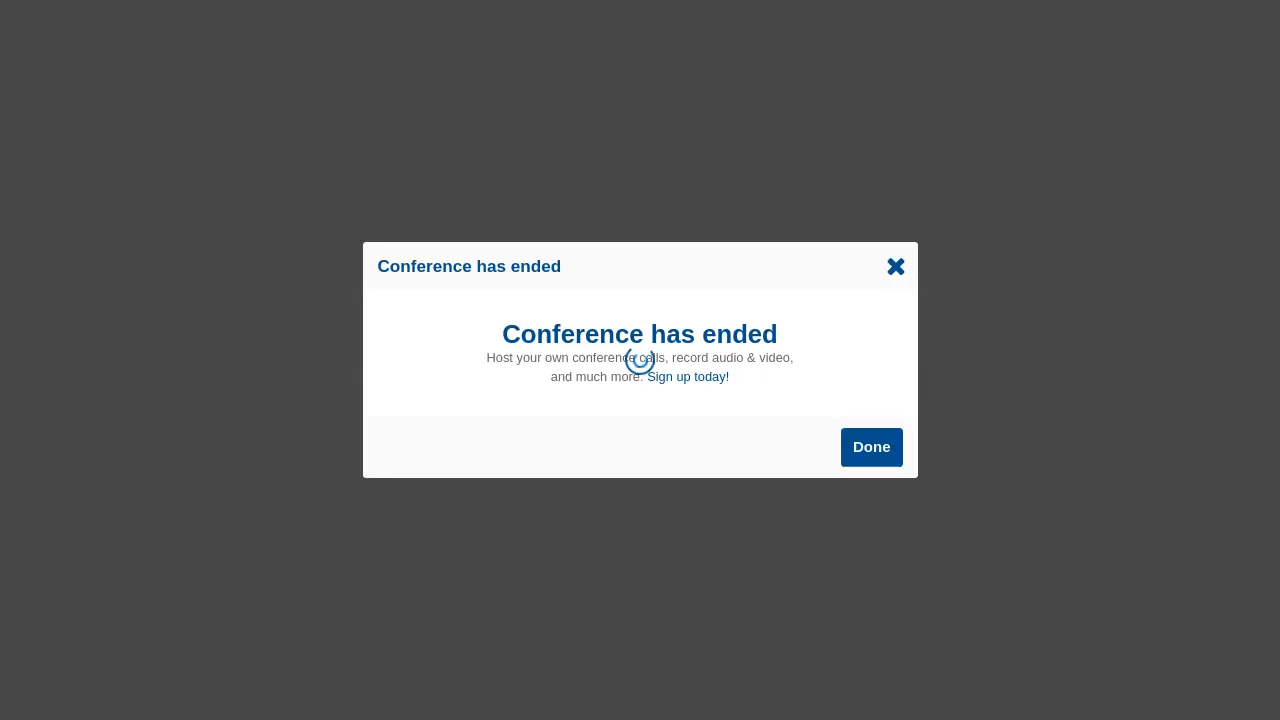 Conference has ended
Conference has ended
Host your own conference calls, record audio & video,
and much more. Sign up today!
Done